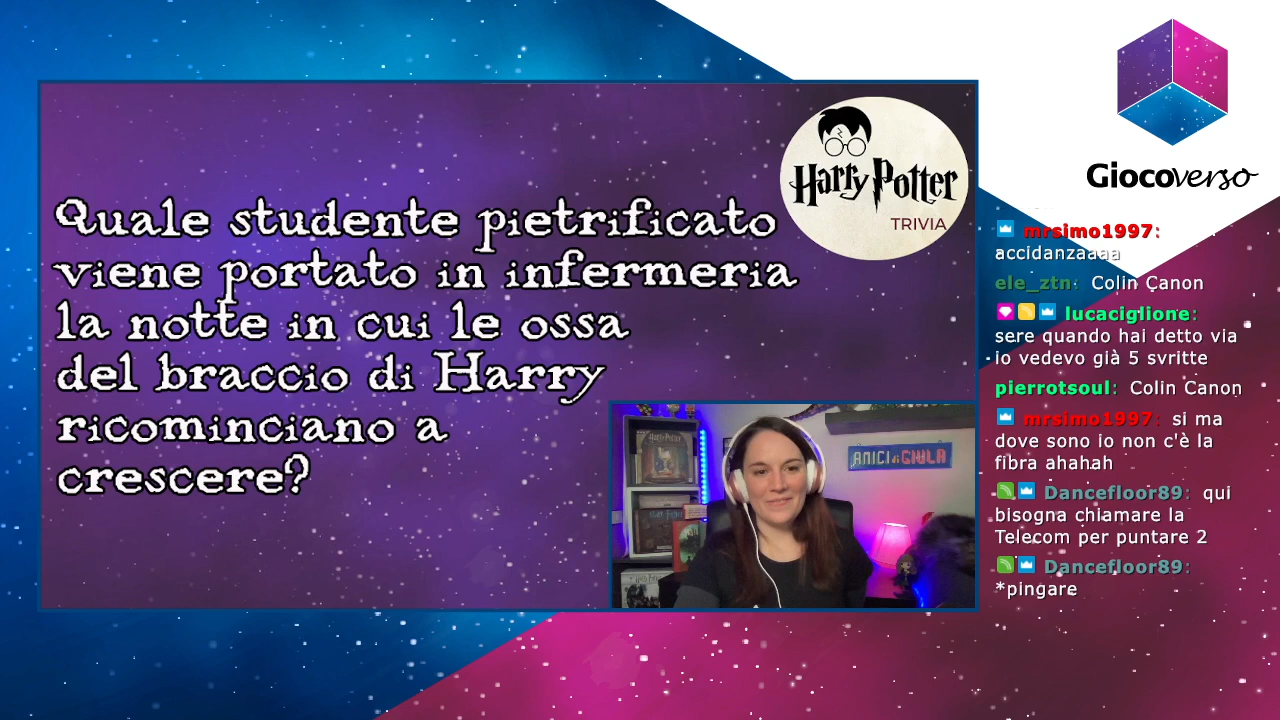 Quale studente pietrificato
viene portato in infermeria
la notte in cui le ossa
del braccio di Harry
ricominciano a
crescere?
Harry Potter
TRIVIA
AMICI di GIULA
Giocoverso
mrsimo1997:
accidanzaaaa
ele_ztn: Colin Canon
lucaciglione:
sere quando hai detto via
io vedevo già 5 svritte
pierrotsoul: Colin Canon
mrsimo1997: si ma
dove sono io non c'è la
fibra ahahah
Dancefloor89: qui
bisogna chiamare la
Telecom per puntare 2
Dancefloor89:
*pingare